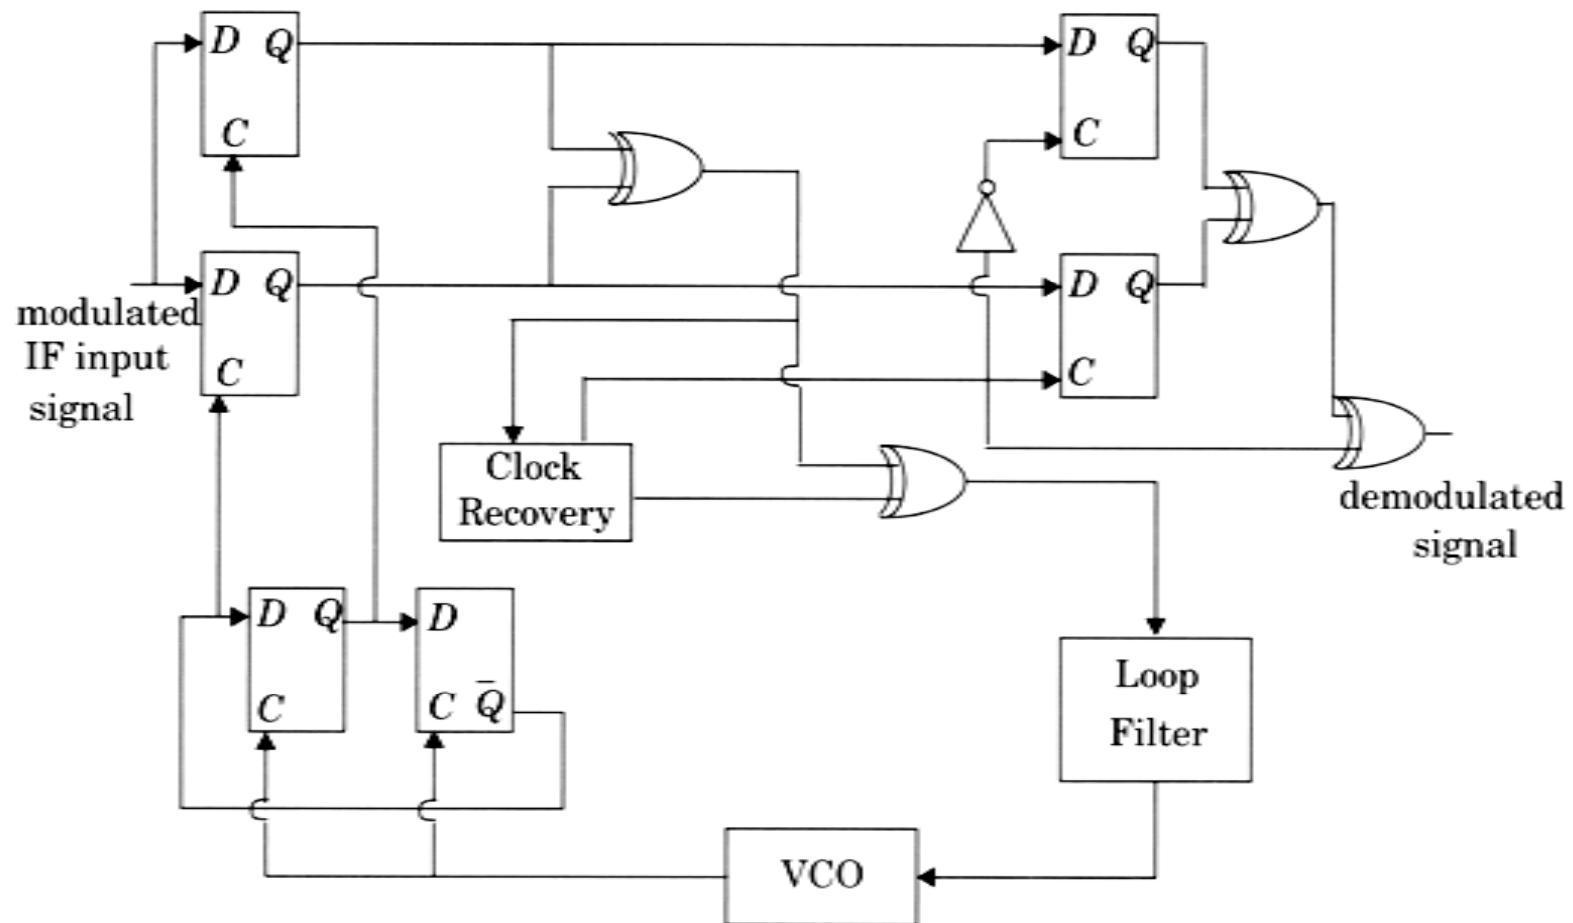 D Q
C
D Q
C
modulated
IF input
signal
D Q
C
D Q
C
Clock
Recovery
demodulated
signal
D Q
C
D
C Q̄
Loop
Filter
VCO